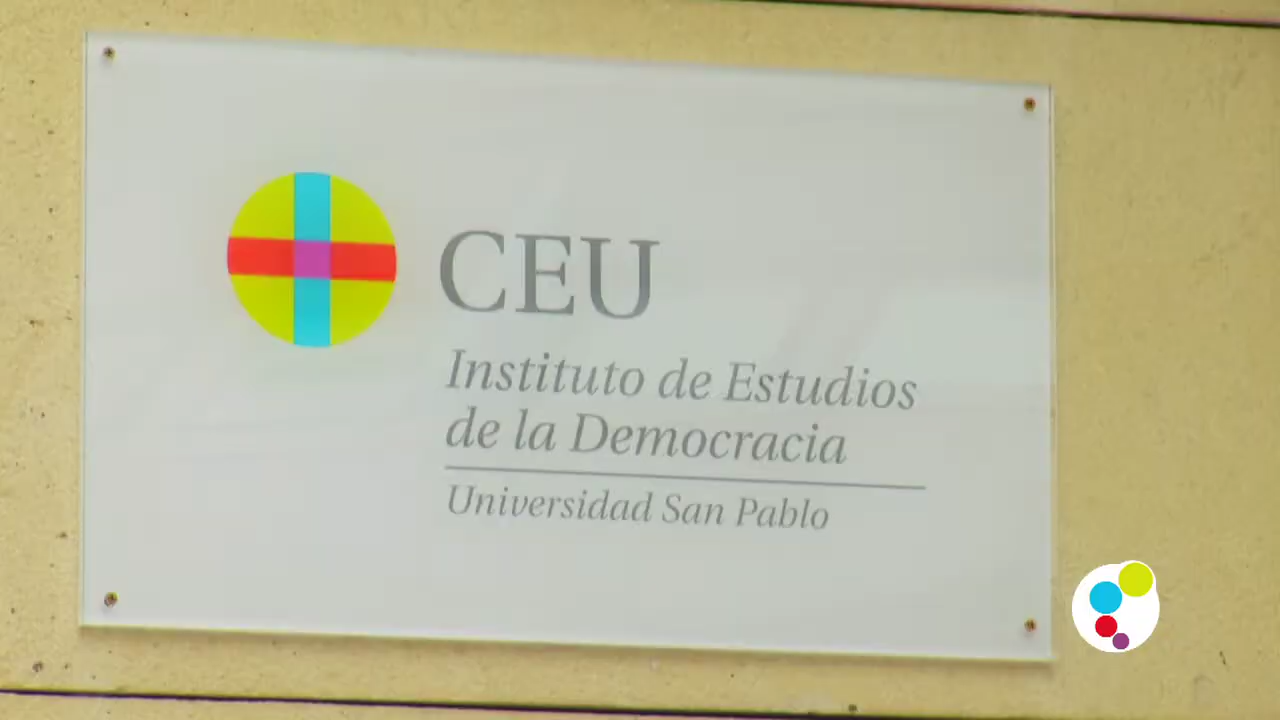 CEU
Instituto de Estudios
de la Democracia
Universidad San Pablo